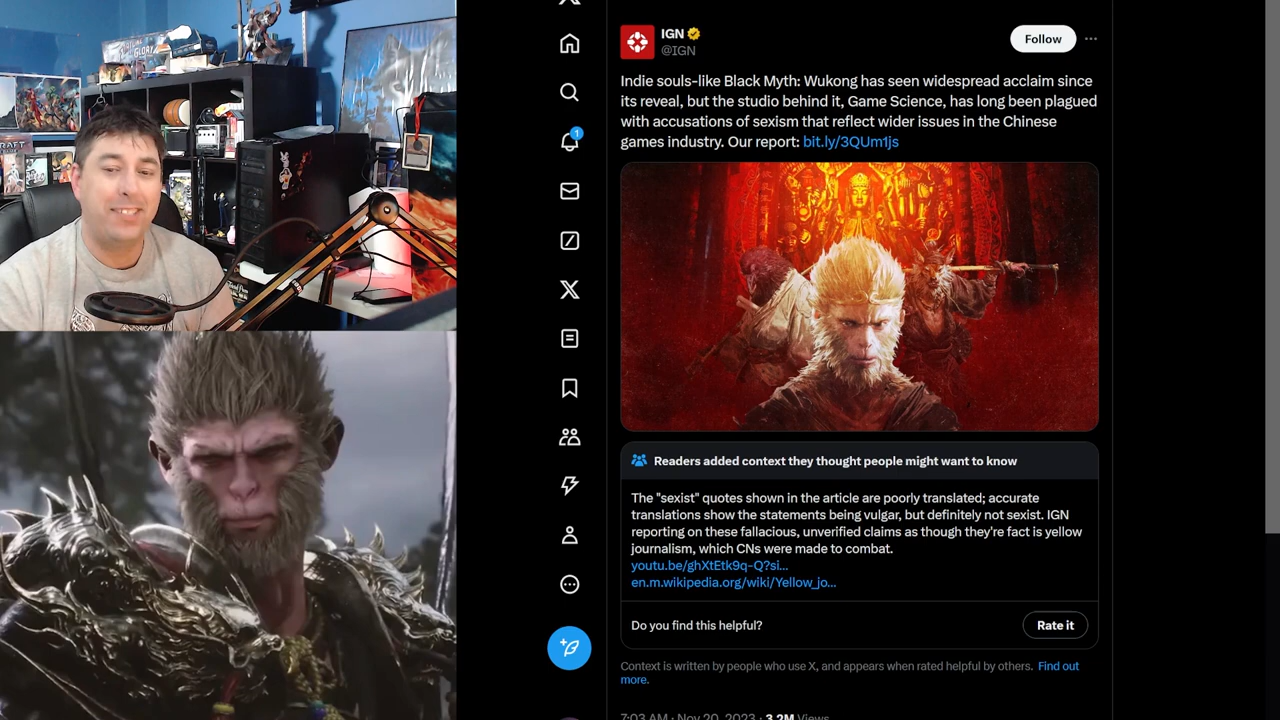 GLORY
IGN
@IGN
Follow
Indie souls-like Black Myth: Wukong has seen widespread acclaim since
its reveal, but the studio behind it, Game Science, has long been plagued
with accusations of sexism that reflect wider issues in the Chinese
games industry. Our report: bit.ly/3QUm1js
1
Readers added context they thought people might want to know
The "sexist" quotes shown in the article are poorly translated; accurate
translations show the statements being vulgar, but definitely not sexist. IGN
reporting on these fallacious, unverified claims as though they're fact is yellow
journalism, which CNs were made to combat.
youtu.be/ghXtEtk9q-Q?si...
en.m.wikipedia.org/wiki/Yellow_jo...
Do you find this helpful?
Rate it
Context is written by people who use X, and appears when rated helpful by others. Find out
more.
7:03 AM · Nov 20, 2023 · 3.2M Views